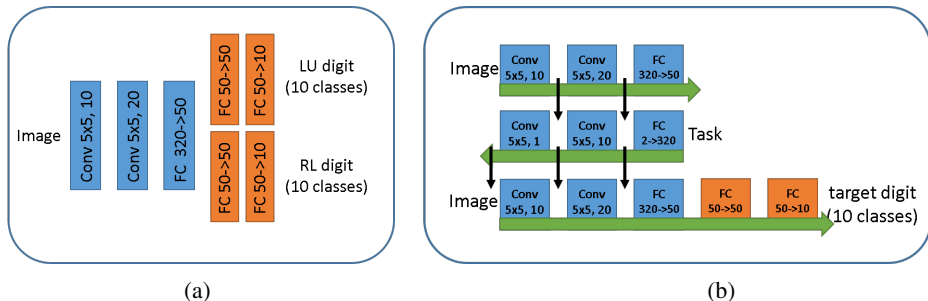 Image
Conv 5x5, 10
Conv 5x5, 20
FC 320->50
FC 50->50
FC 50->10
LU digit
(10 classes)
FC 50->50
FC 50->10
RL digit
(10 classes)
(a)
Image
Conv
5x5, 10
Conv
5x5, 20
FC
320->50
Conv
5x5, 1
Conv
5x5, 10
FC
2->320
Task
Image
Conv
5x5, 10
Conv
5x5, 20
FC
320->50
FC
50->50
FC
50->10
target digit
(10 classes)
(b)